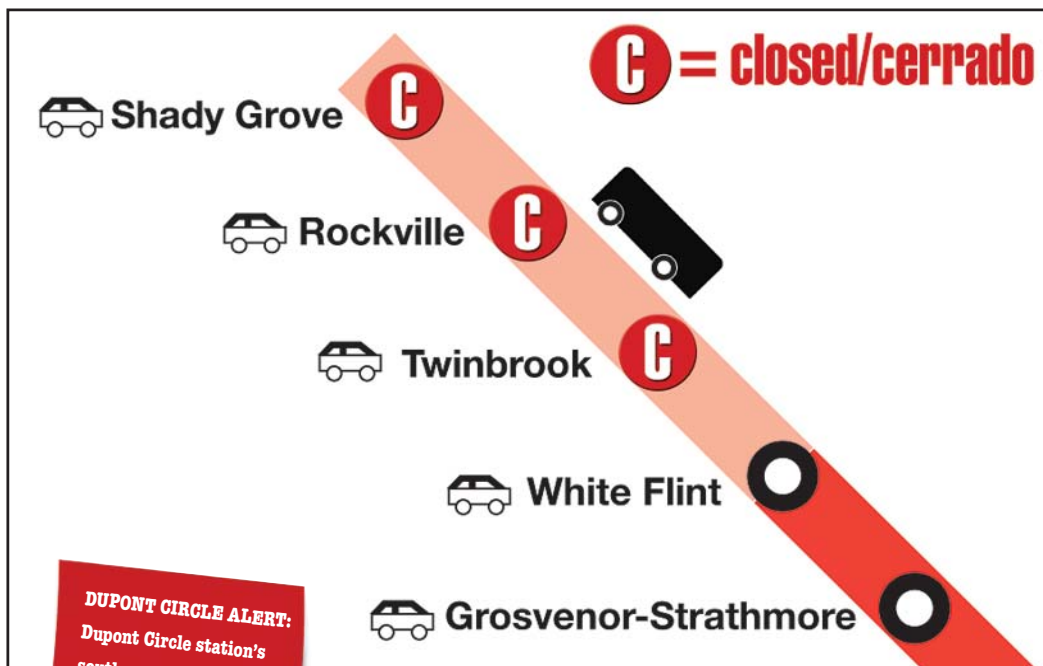 C = closed/cerrado
Shady Grove C
Rockville C
Twinbrook C
White Flint
Grosvenor-Strathmore
DUPONT CIRCLE ALERT:
Dupont Circle station's